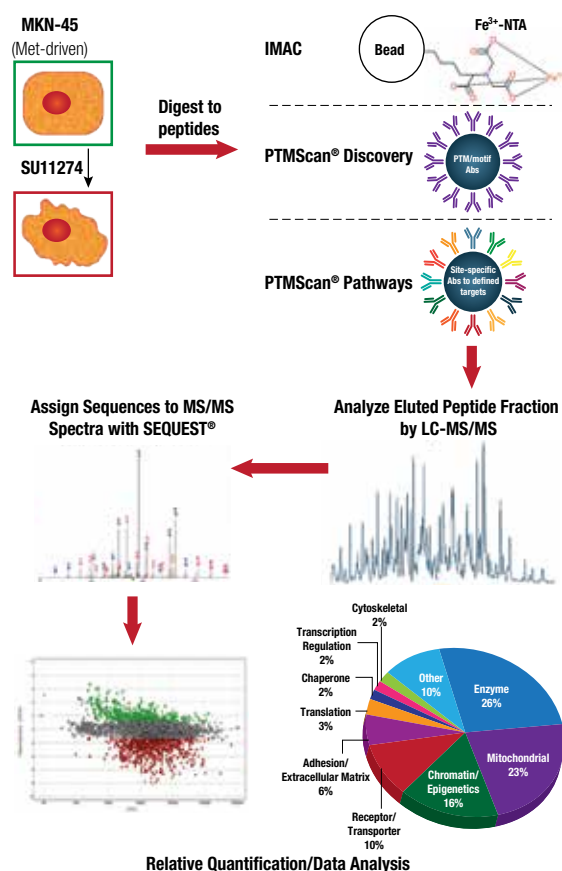 MKN-45
(Met-driven)
SU11274
Digest to
peptides
IMAC
Bead
Fe³⁺-NTA
PTMScan® Discovery
PTM/motif
Abs
PTMScan® Pathways
Site-specific
Abs to defined
targets
Assign Sequences to MS/MS
Spectra with SEQUEST®
Analyze Eluted Peptide Fraction
by LC-MS/MS
Cytoskeletal
2%
Transcription
Regulation
2%
Chaperone
2%
Translation
3%
Adhesion/
Extracellular Matrix
6%
Receptor/
Transporter
10%
Other
10%
Enzyme
26%
Mitochondrial
23%
Chromatin/
Epigenetics
16%
Relative Quantification/Data Analysis